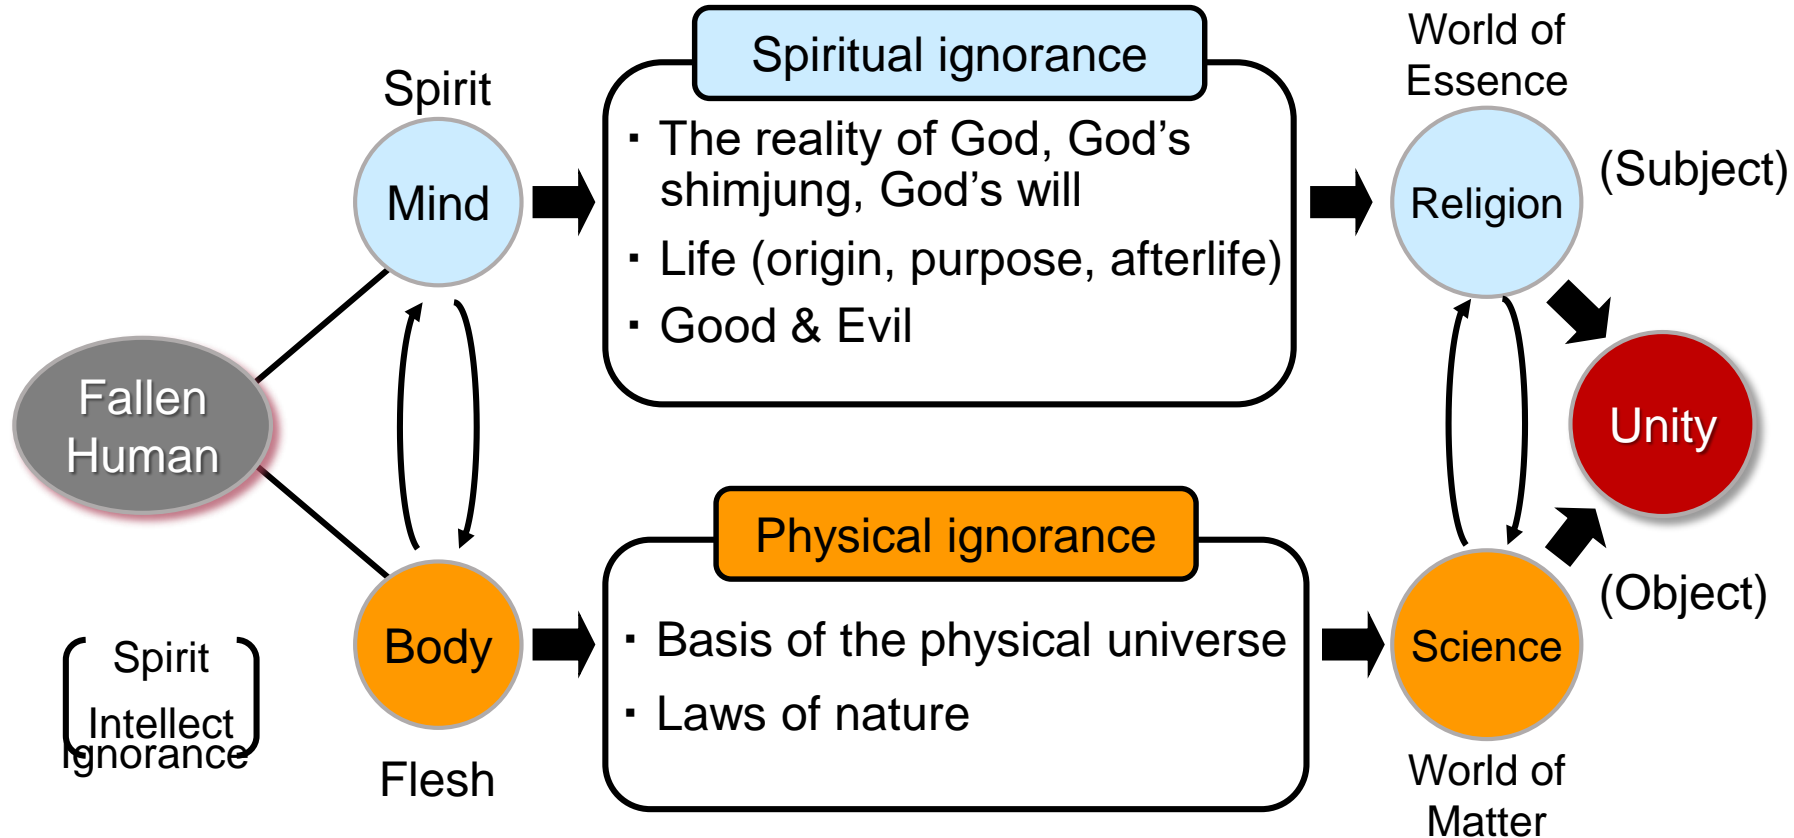 Spiritual ignorance
World of
Essence
Spirit
Mind
▪ The reality of God, God’s
shimjung, God’s will
▪ Life (origin, purpose, afterlife)
▪ Good & Evil
Religion
(Subject)
Fallen
Human
Unity
Physical ignorance
Body
▪ Basis of the physical universe
▪ Laws of nature
Science
(Object)
Spirit
Intellect
Ignorance
Flesh
World of
Matter